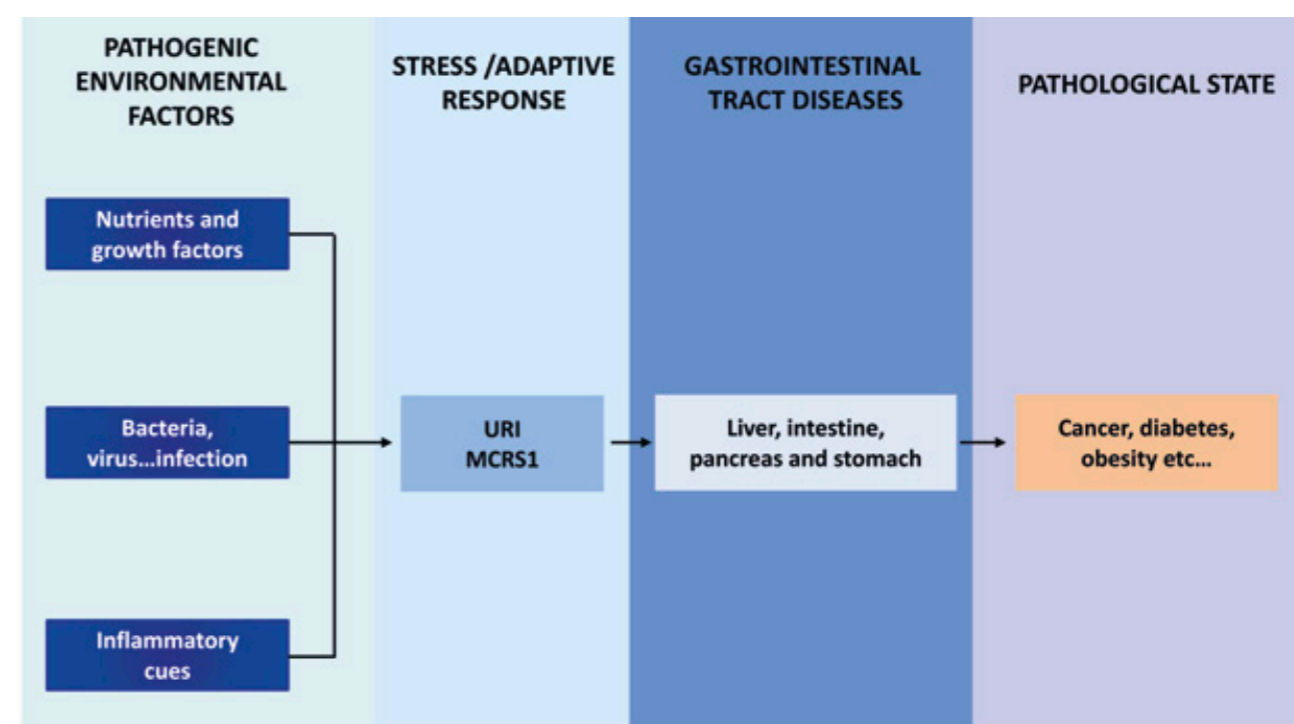 PATHOGENIC
ENVIRONMENTAL
FACTORS
STRESS /ADAPTIVE
RESPONSE
GASTROINTESTINAL
TRACT DISEASES
PATHOLOGICAL STATE
Nutrients and
growth factors
Bacteria,
virus...infection
Inflammatory
cues
URI
MCRS1
Liver, intestine,
pancreas and stomach
Cancer, diabetes,
obesity etc...